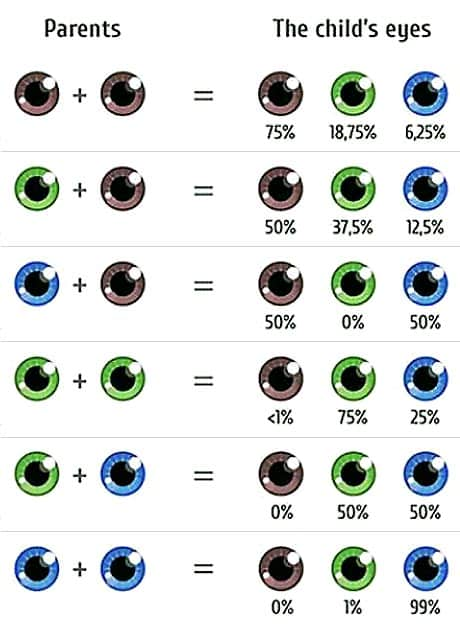 Parents The child's eyes
+ =
75% 18,75% 6,25%
+ =
50% 37,5% 12,5%
+ =
50% 0% 50%
+ =
<1% 75% 25%
+ =
0% 50% 50%
+ =
0% 1% 99%